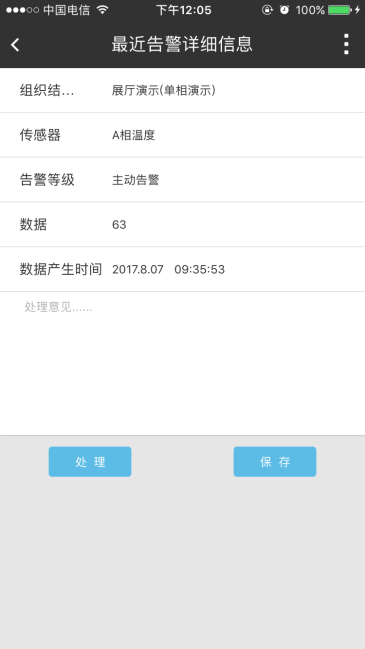 中国电信 下午12:05 100%
最近告警详细信息
组织结... 展厅演示(单相演示)
传感器 A相温度
告警等级 主动告警
数据 63
数据产生时间 2017.8.07 09:35:53
处理意见......
处 理 保 存